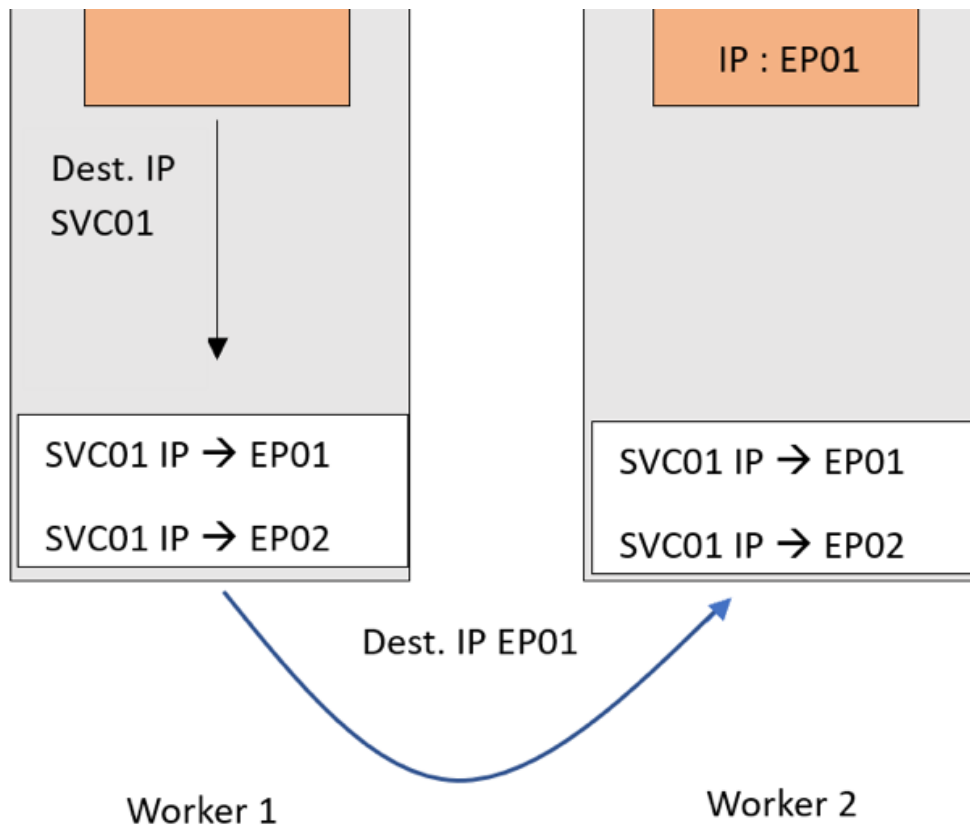 IP : EP01
Dest. IP
SVC01
SVC01 IP → EP01
SVC01 IP → EP02
SVC01 IP → EP01
SVC01 IP → EP02
Dest. IP EP01
Worker 1
Worker 2